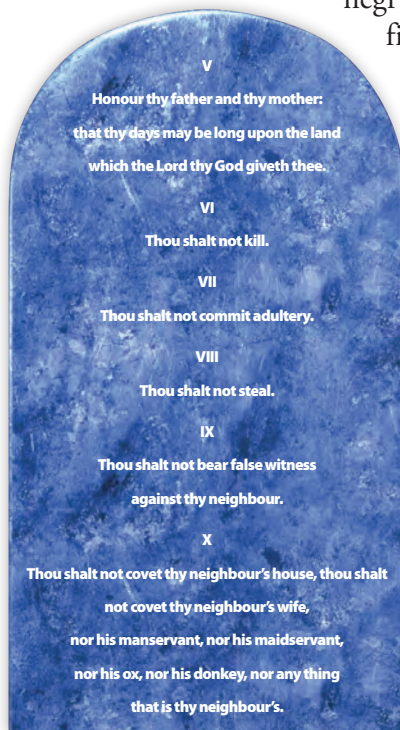 V
Honour thy father and thy mother:
that thy days may be long upon the land
which the Lord thy God giveth thee.
VI
Thou shalt not kill.
VII
Thou shalt not commit adultery.
VIII
Thou shalt not steal.
IX
Thou shalt not bear false witness
against thy neighbour.
X
Thou shalt not covet thy neighbour's house, thou shalt
not covet thy neighbour's wife,
nor his manservant, nor his maidservant,
nor his ox, nor his donkey, nor any thing
that is thy neighbour's.